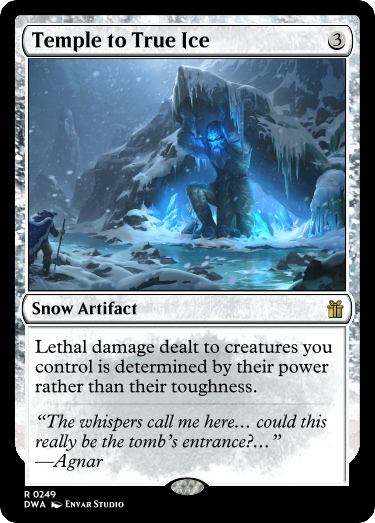 Temple to True Ice 3
Snow Artifact
Lethal damage dealt to creatures you
control is determined by their power
rather than their toughness.
“The whispers call me here… could this
really be the tomb’s entrance?…”
—Agnar
R 0249
DWA Envar Studio